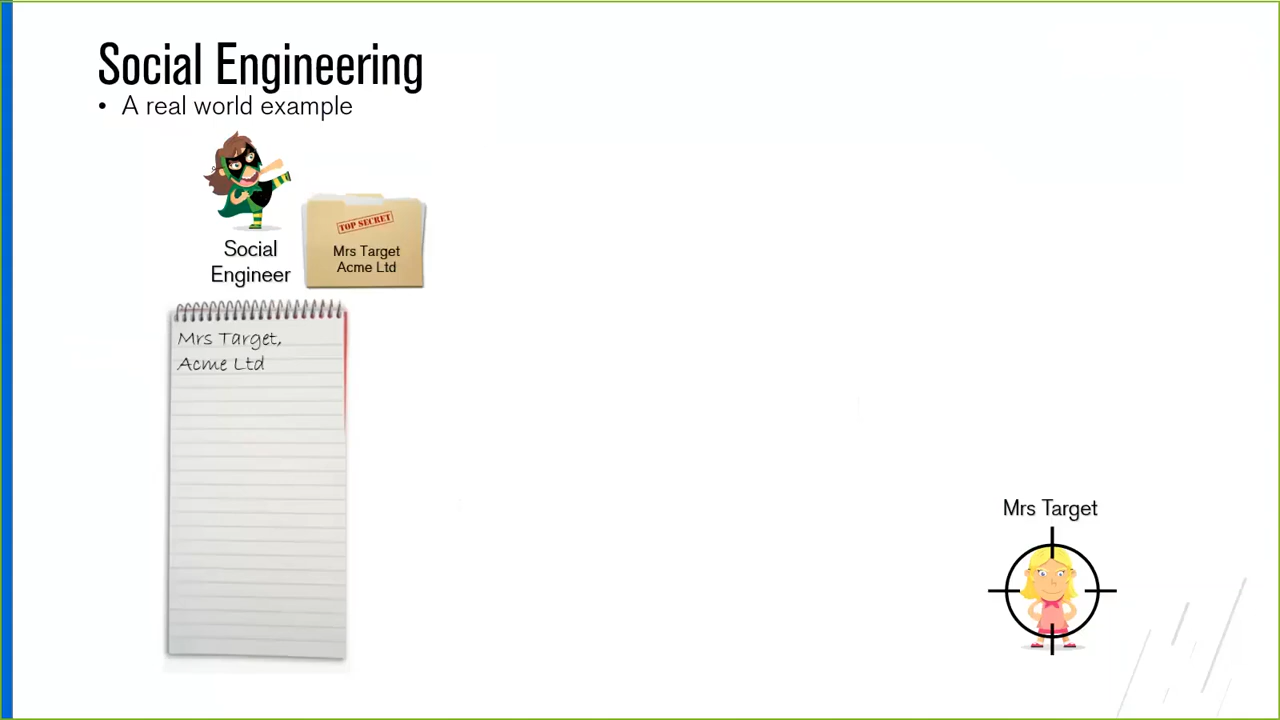 Social Engineering
• A real world example
TOP SECRET
Mrs Target
Acme Ltd
Social
Engineer
Mrs Target,
Acme Ltd
Mrs Target